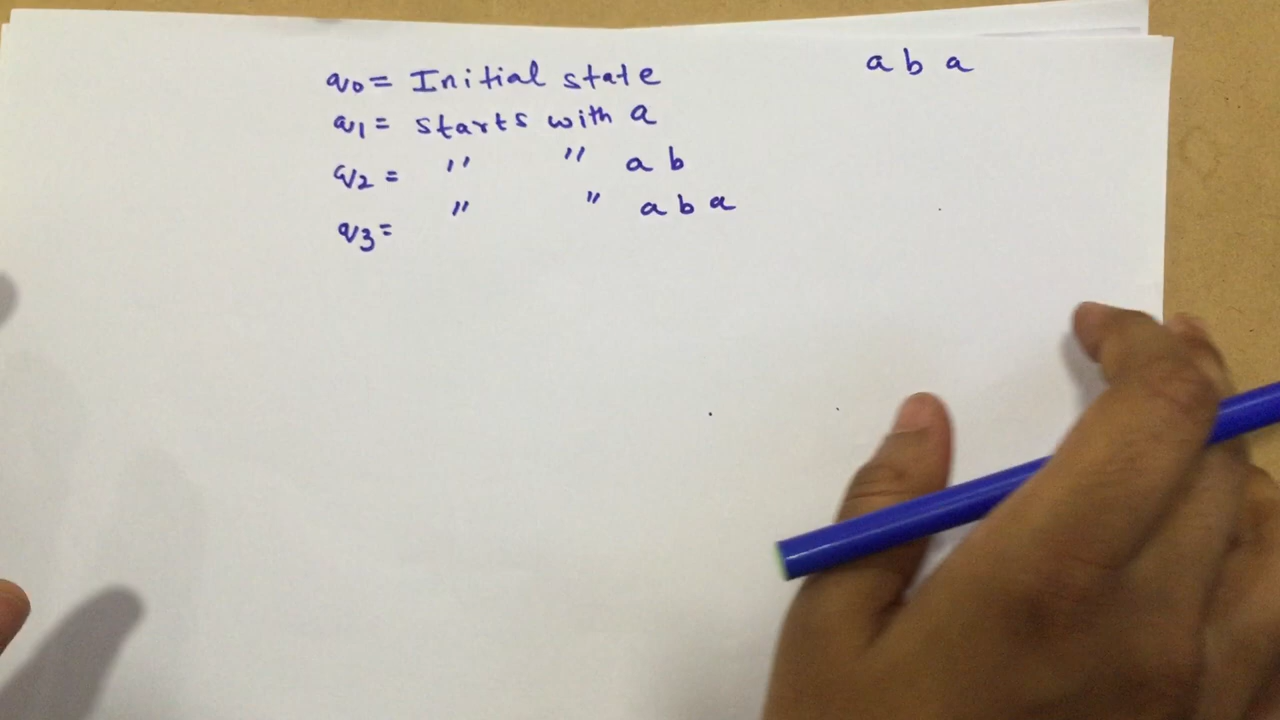 q0 = Initial state
a b a
q1 = starts with a
q2 = " " a b
q3 = " " a b a